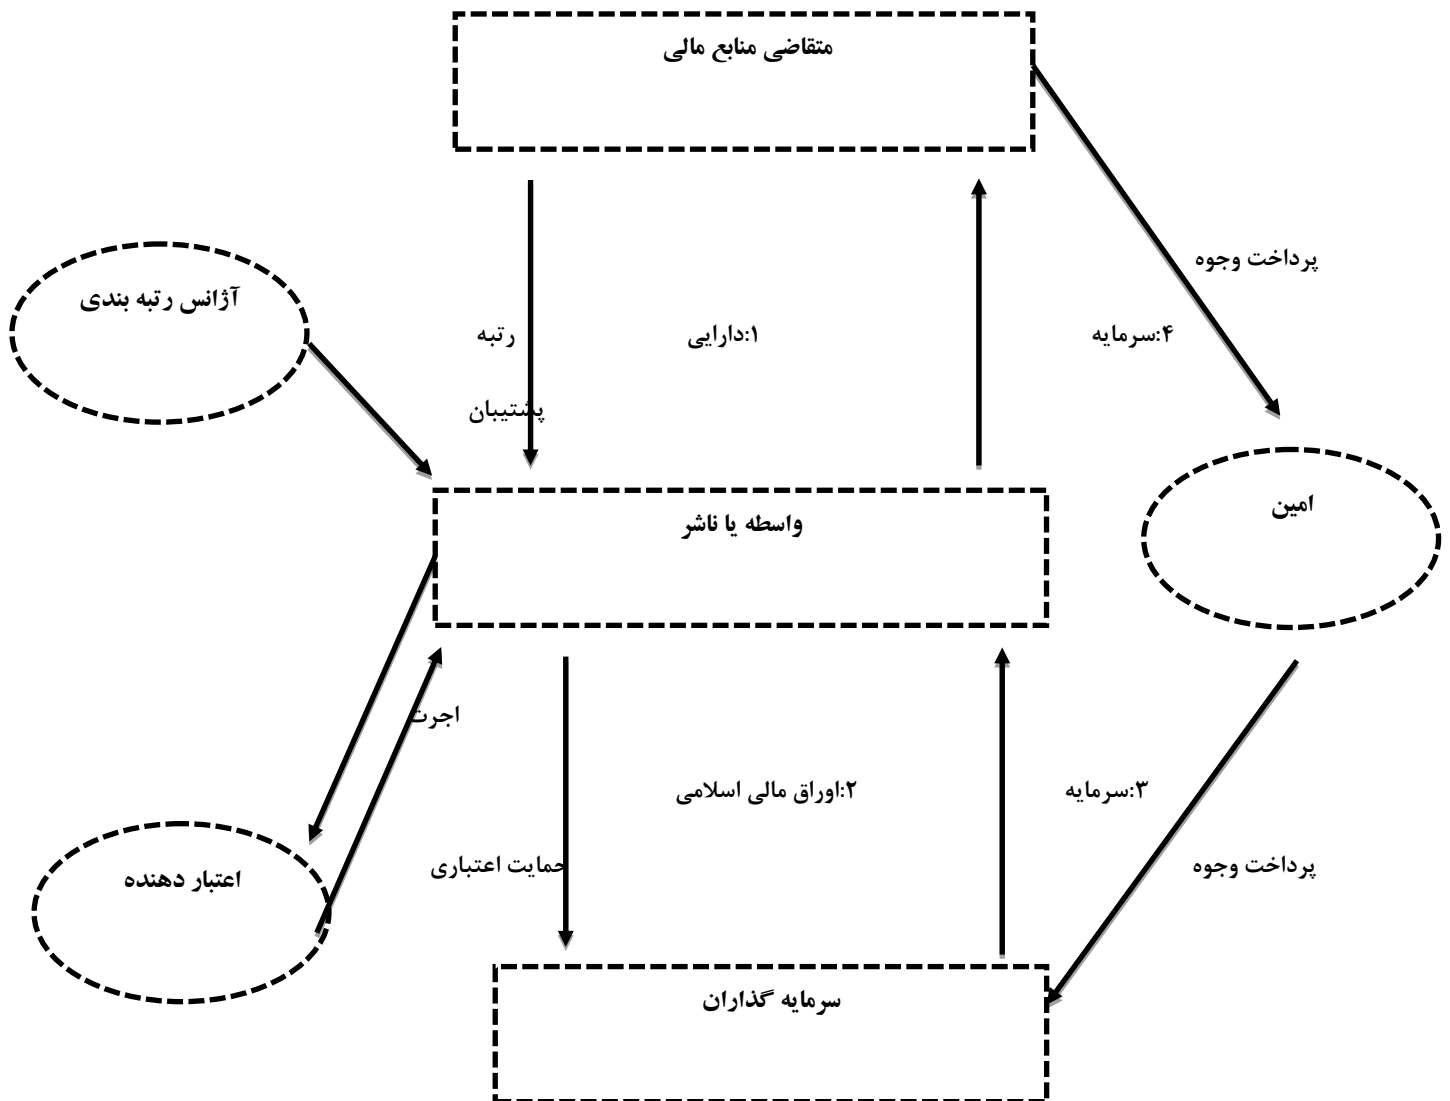 متقاضی منابع مالی
پرداخت وجوه
آژانس رتبه بندی
رتبه
۱:دارایی
۴:سرمایه
پشتیبان
امین
واسطه یا ناشر
اجرت
۲:اوراق مالی اسلامی
۳:سرمایه
حمایت اعتباری
پرداخت وجوه
اعتبار دهنده
سرمایه گذاران